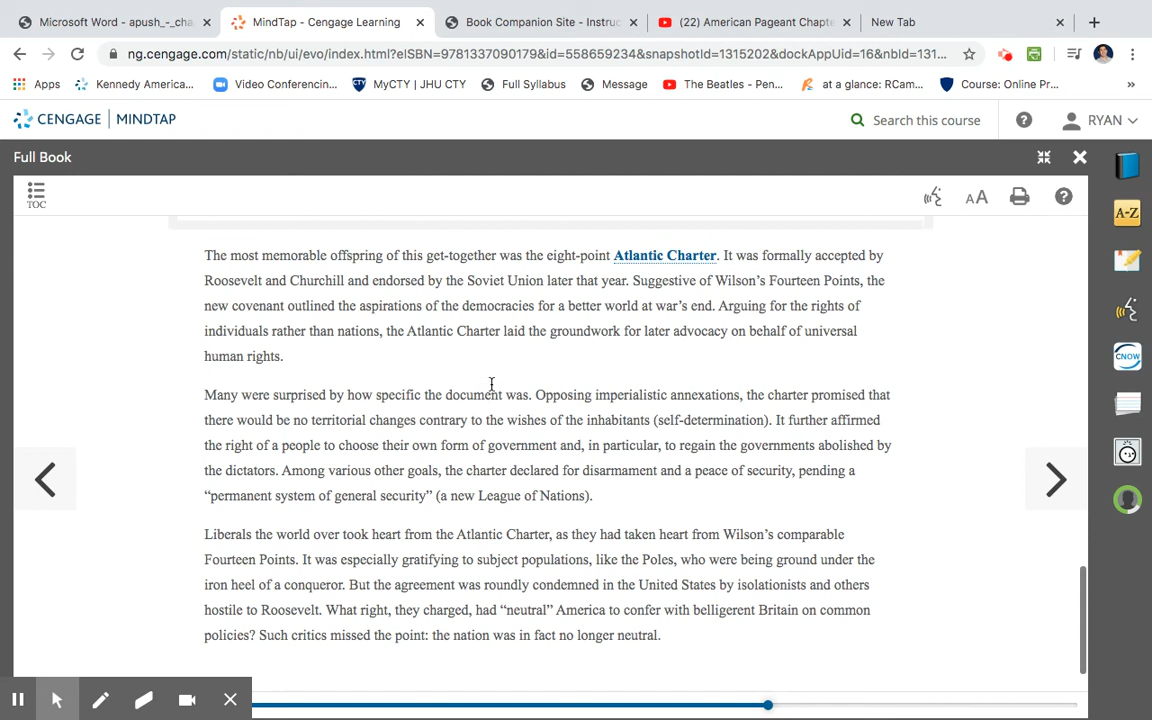 Microsoft Word - apush_-_cha
MindTap - Cengage Learning
Book Companion Site - Instruc
(22) American Pageant Chapte
New Tab
ng.cengage.com/static/nb/ui/evo/index.html?eISBN=9781337090179&id=558659234&snapshotId=1315202&dockAppUid=16&nbId=131...
Apps
Kennedy America...
Video Conferencin...
MyCTY | JHU CTY
Full Syllabus
Message
The Beatles - Pen...
at a glance: RCam...
Course: Online Pr...
»
CENGAGE | MINDTAP
Search this course
RYAN
Full Book
TOC
AA
A-Z
The most memorable offspring of this get-together was the eight-point Atlantic Charter. It was formally accepted by
Roosevelt and Churchill and endorsed by the Soviet Union later that year. Suggestive of Wilson’s Fourteen Points, the
new covenant outlined the aspirations of the democracies for a better world at war’s end. Arguing for the rights of
individuals rather than nations, the Atlantic Charter laid the groundwork for later advocacy on behalf of universal
human rights.
CNOW
Many were surprised by how specific the document was. Opposing imperialistic annexations, the charter promised that
there would be no territorial changes contrary to the wishes of the inhabitants (self-determination). It further affirmed
the right of a people to choose their own form of government and, in particular, to regain the governments abolished by
the dictators. Among various other goals, the charter declared for disarmament and a peace of security, pending a
“permanent system of general security” (a new League of Nations).
Liberals the world over took heart from the Atlantic Charter, as they had taken heart from Wilson’s comparable
Fourteen Points. It was especially gratifying to subject populations, like the Poles, who were being ground under the
iron heel of a conqueror. But the agreement was roundly condemned in the United States by isolationists and others
hostile to Roosevelt. What right, they charged, had “neutral” America to confer with belligerent Britain on common
policies? Such critics missed the point: the nation was in fact no longer neutral.